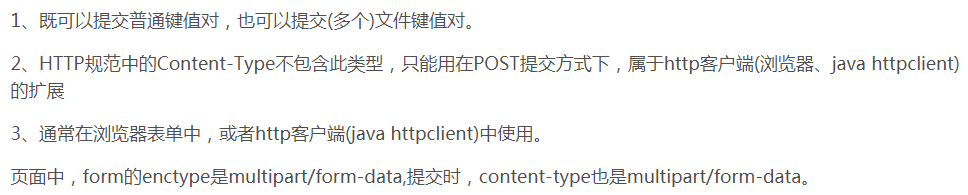 1、既可以提交普通键值对，也可以提交(多个)文件键值对。
2、HTTP规范中的Content-Type不包含此类型，只能用在POST提交方式下，属于http客户端(浏览器、java httpclient)
的扩展
3、通常在浏览器表单中，或者http客户端(java httpclient)中使用。
页面中，form的enctype是multipart/form-data,提交时，content-type也是multipart/form-data。